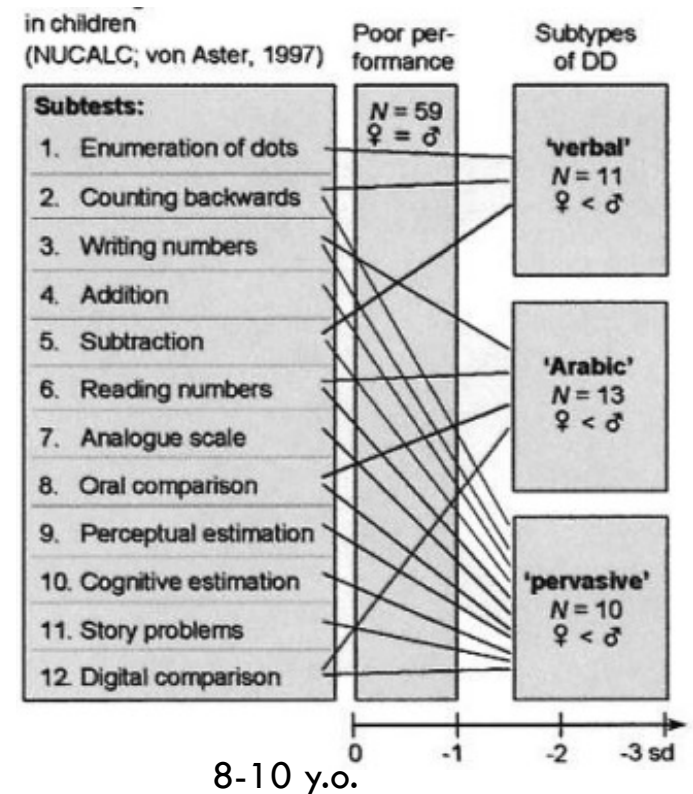 in children
(NUCALC; von Aster, 1997)
Poor per-
formance
Subtypes
of DD
Subtests:
1. Enumeration of dots
2. Counting backwards
3. Writing numbers
4. Addition
5. Subtraction
6. Reading numbers
7. Analogue scale
8. Oral comparison
9. Perceptual estimation
10. Cognitive estimation
11. Story problems
12. Digital comparison
N = 59
♀ = ♂
'verbal'
N = 11
♀ < ♂
'Arabic'
N = 13
♀ < ♂
'pervasive'
N = 10
♀ < ♂
0 -1 -2 -3 sd
8-10 y.o.